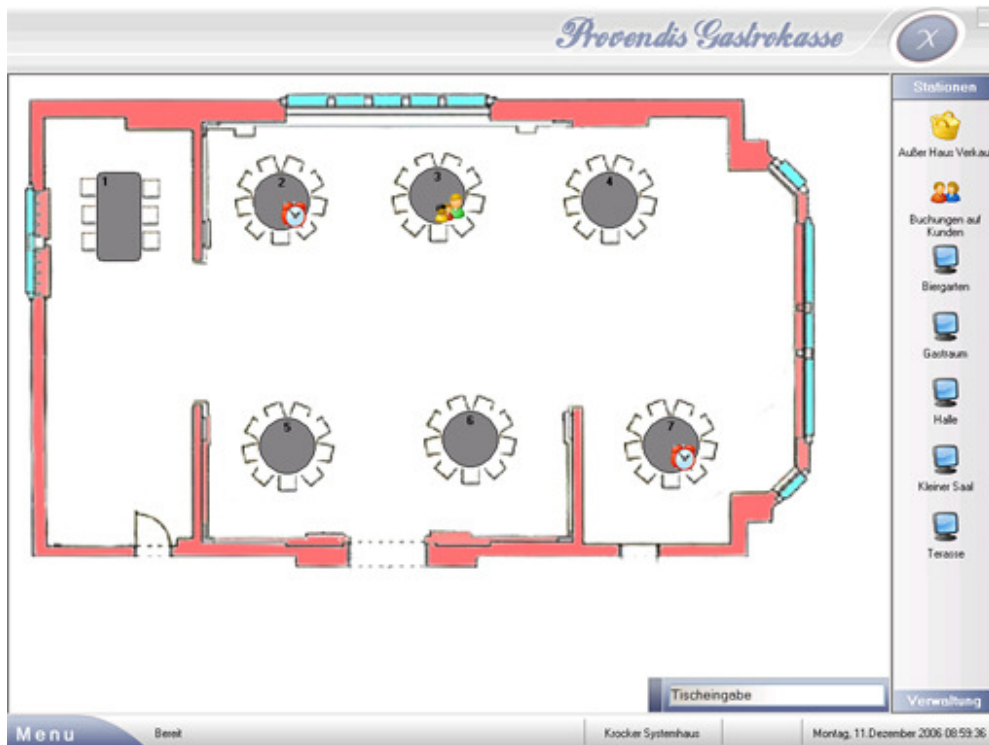 Provendis Gastrokasse
X
Stationen
Außer Haus Verkau
Buchungen auf
Kunden
Biergarten
Gastraum
Halle
Kleiner Saal
Terasse
1
2
3
4
5
6
7
Tischeingabe
Verwaltung
Menu
Bereit
Krocker Systemhaus
Montag, 11.Dezember 2006 08:59:36